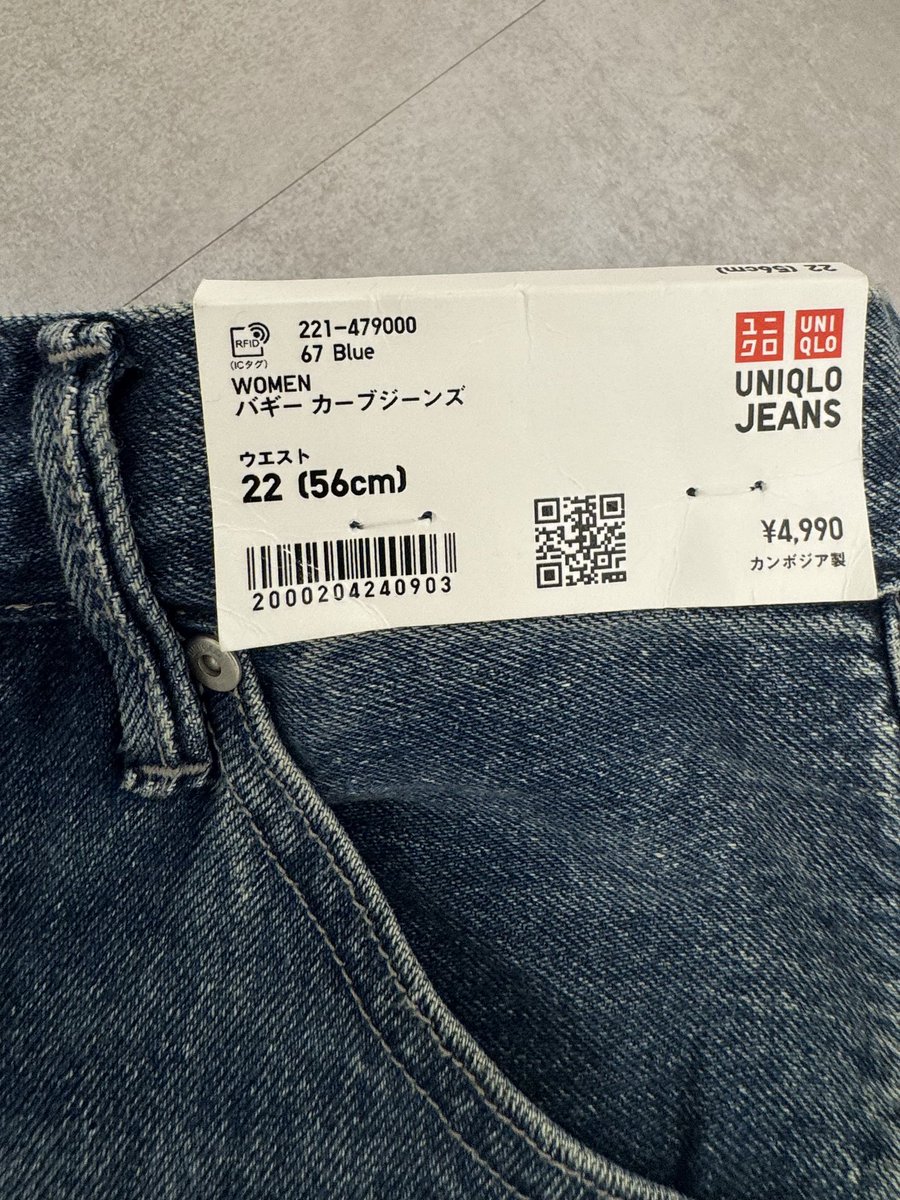 22 (56cm)
RFID
(ICタグ)
221-479000
67 Blue
WOMEN
バギー カーブジーンズ
ウエスト
22 (56cm)
2000204240903
ユニ
クロ
UNI
QLO
UNIQLO
JEANS
¥4,990
カンボジア製